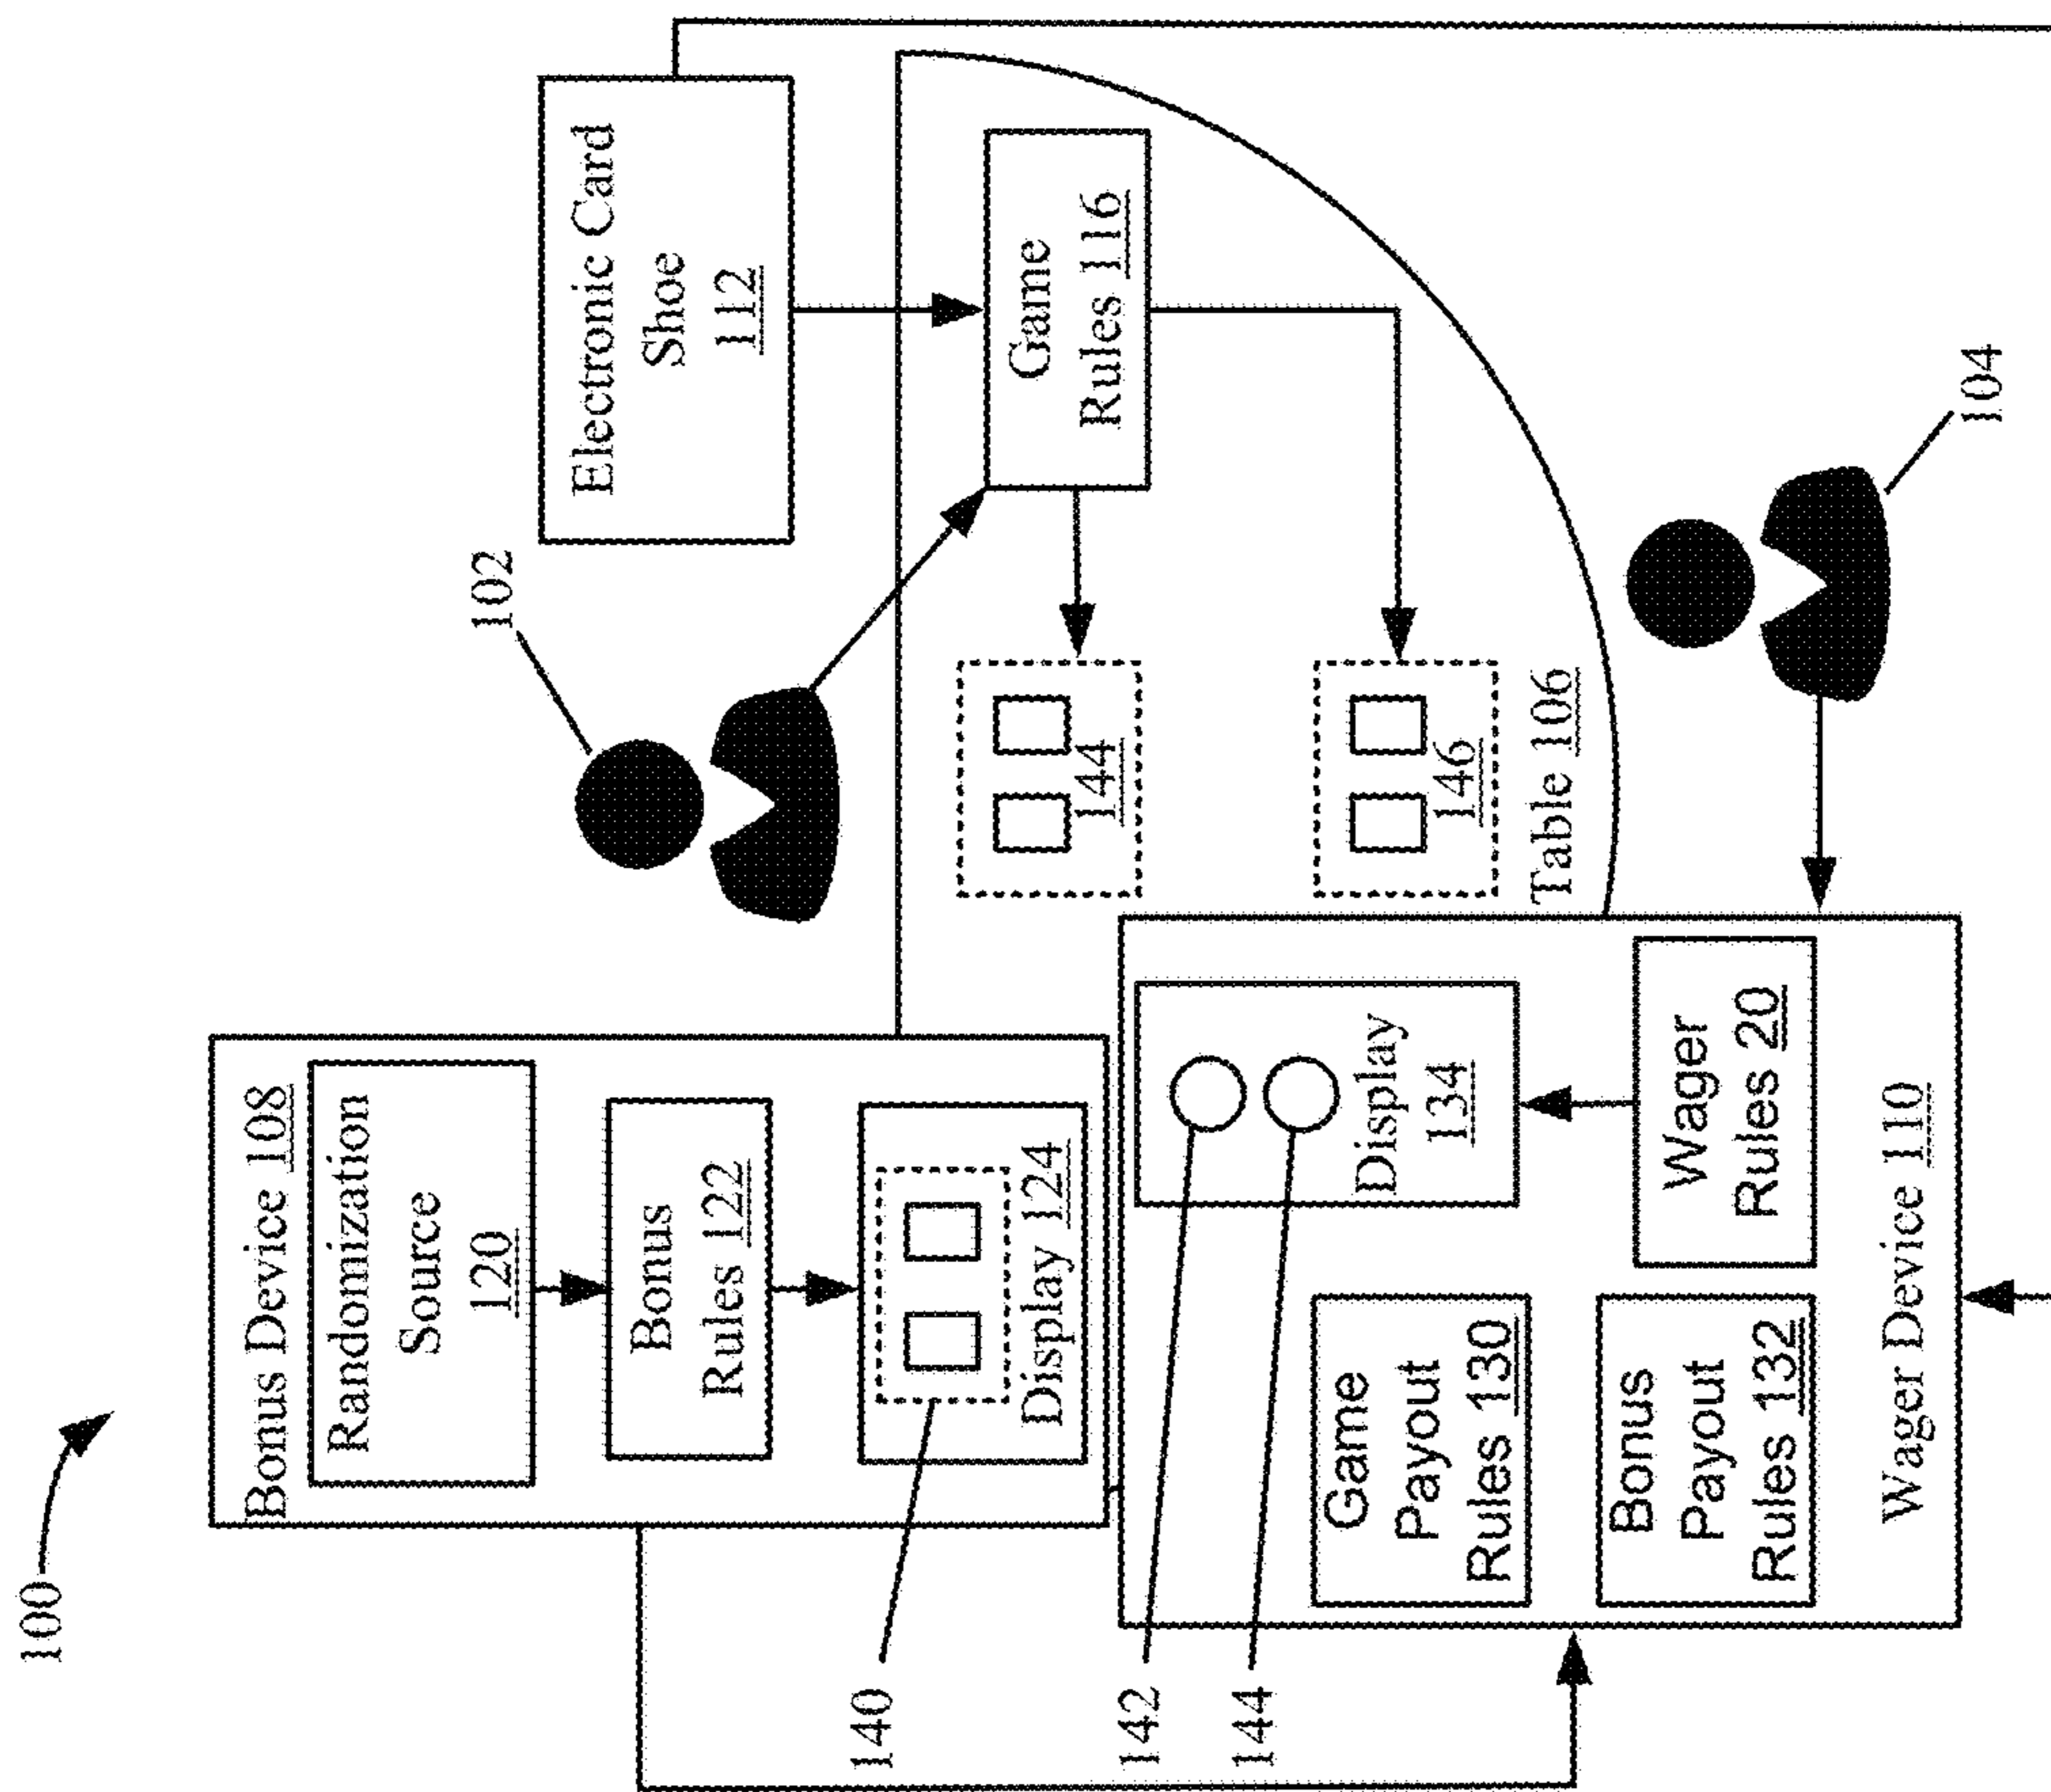 100
Bonus Device 108
Randomization
Source
120
Bonus
Rules 122
Display 124
140
102
Electronic Card
Shoe
112
Game
Rules 116
144
146
Table 106
104
142
144
Display
134
Wager
Rules 20
Game
Payout
Rules 130
Bonus
Payout
Rules 132
Wager Device 110